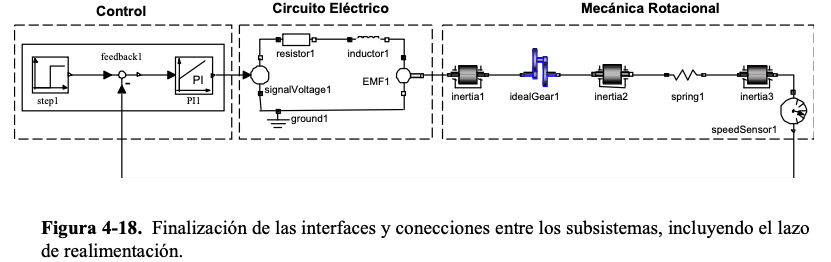 Control
Circuito Eléctrico
Mecánica Rotacional
feedback1
resistor1
inductor1
PI
step1
PI1
signalVoltage1
EMF1
inertia1
idealGear1
inertia2
spring1
inertia3
ground1
speedSensor1
Figura 4-18. Finalización de las interfaces y conecciones entre los subsistemas, incluyendo el lazo
de realimentación.